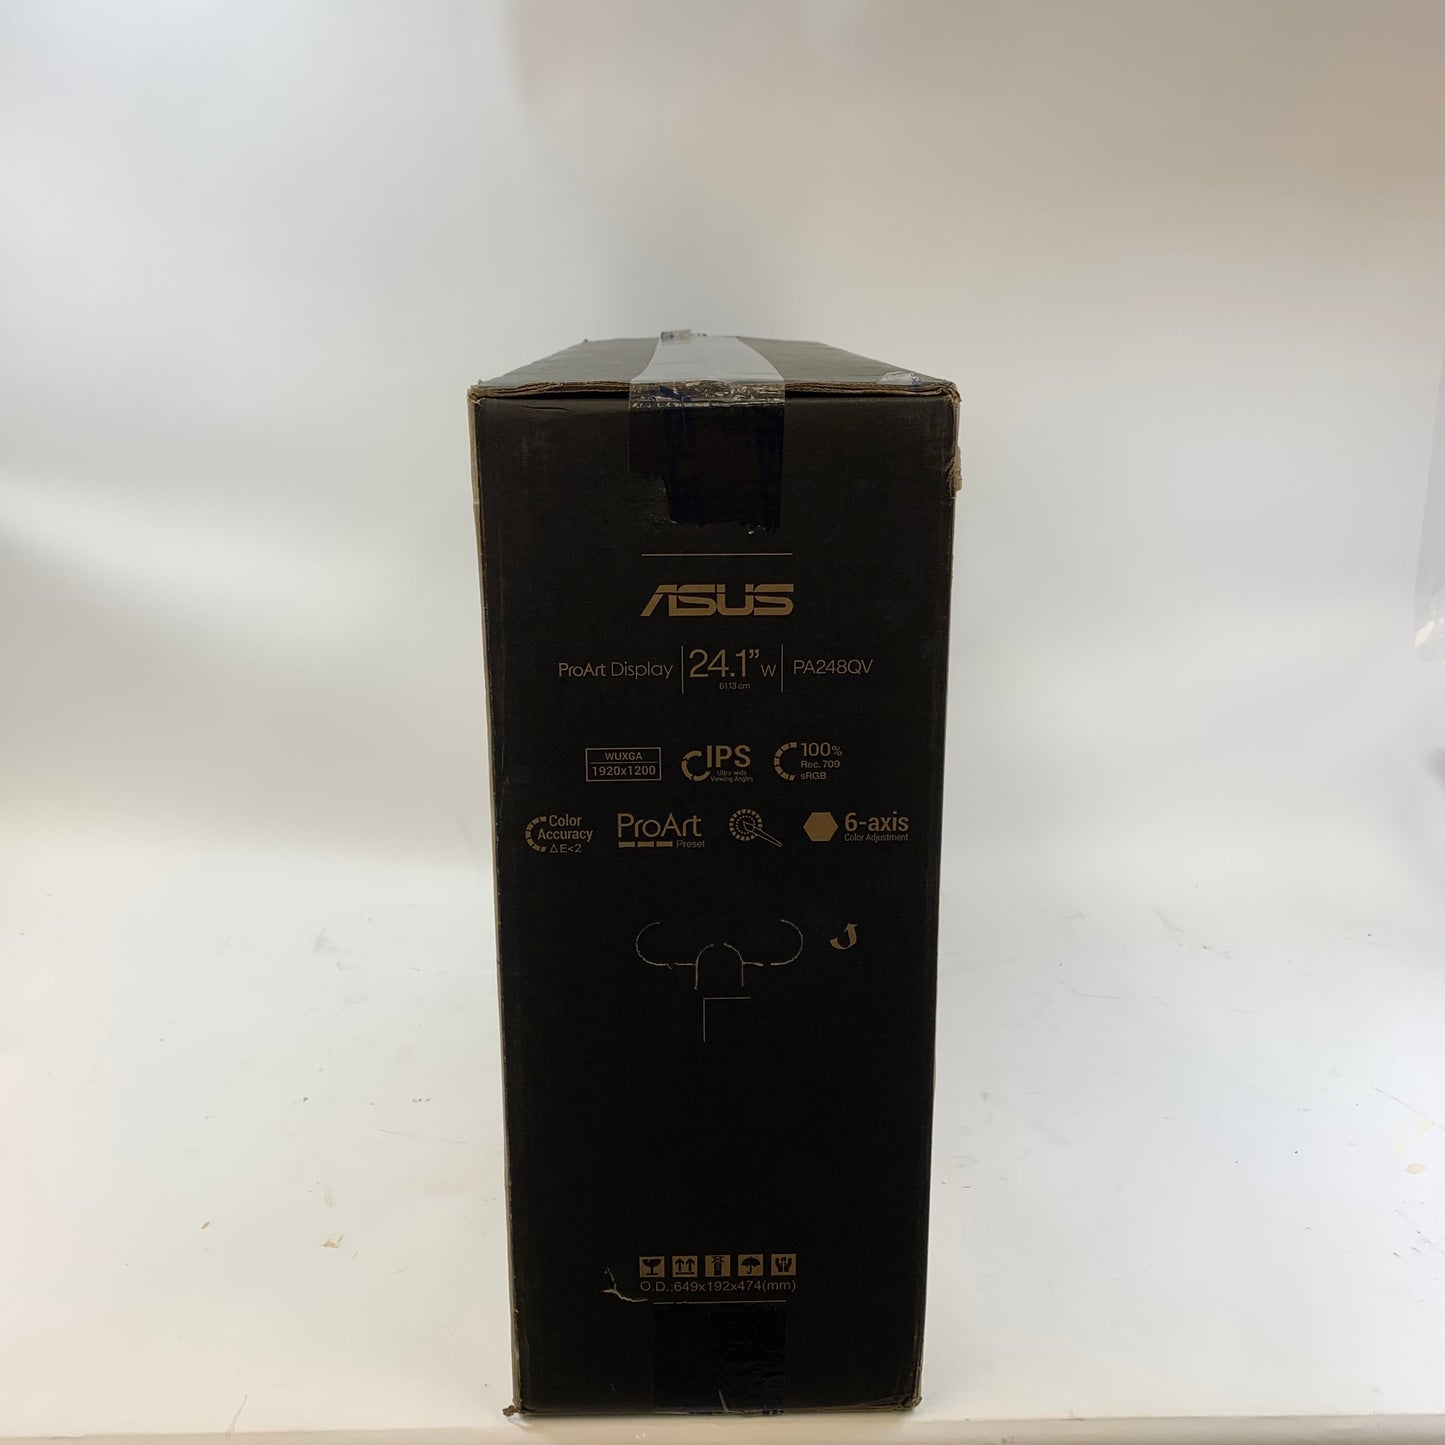 ASUS
ProArt Display 24.1”W PA248QV
61.13 cm
WUXGA
1920x1200
IPS
Ultra-wide
Viewing Angles
100%
Rec. 709
sRGB
Color
Accuracy
△E<2
ProArt
Preset
6-axis
Color Adjustment
O.D.:649x192x474(mm)